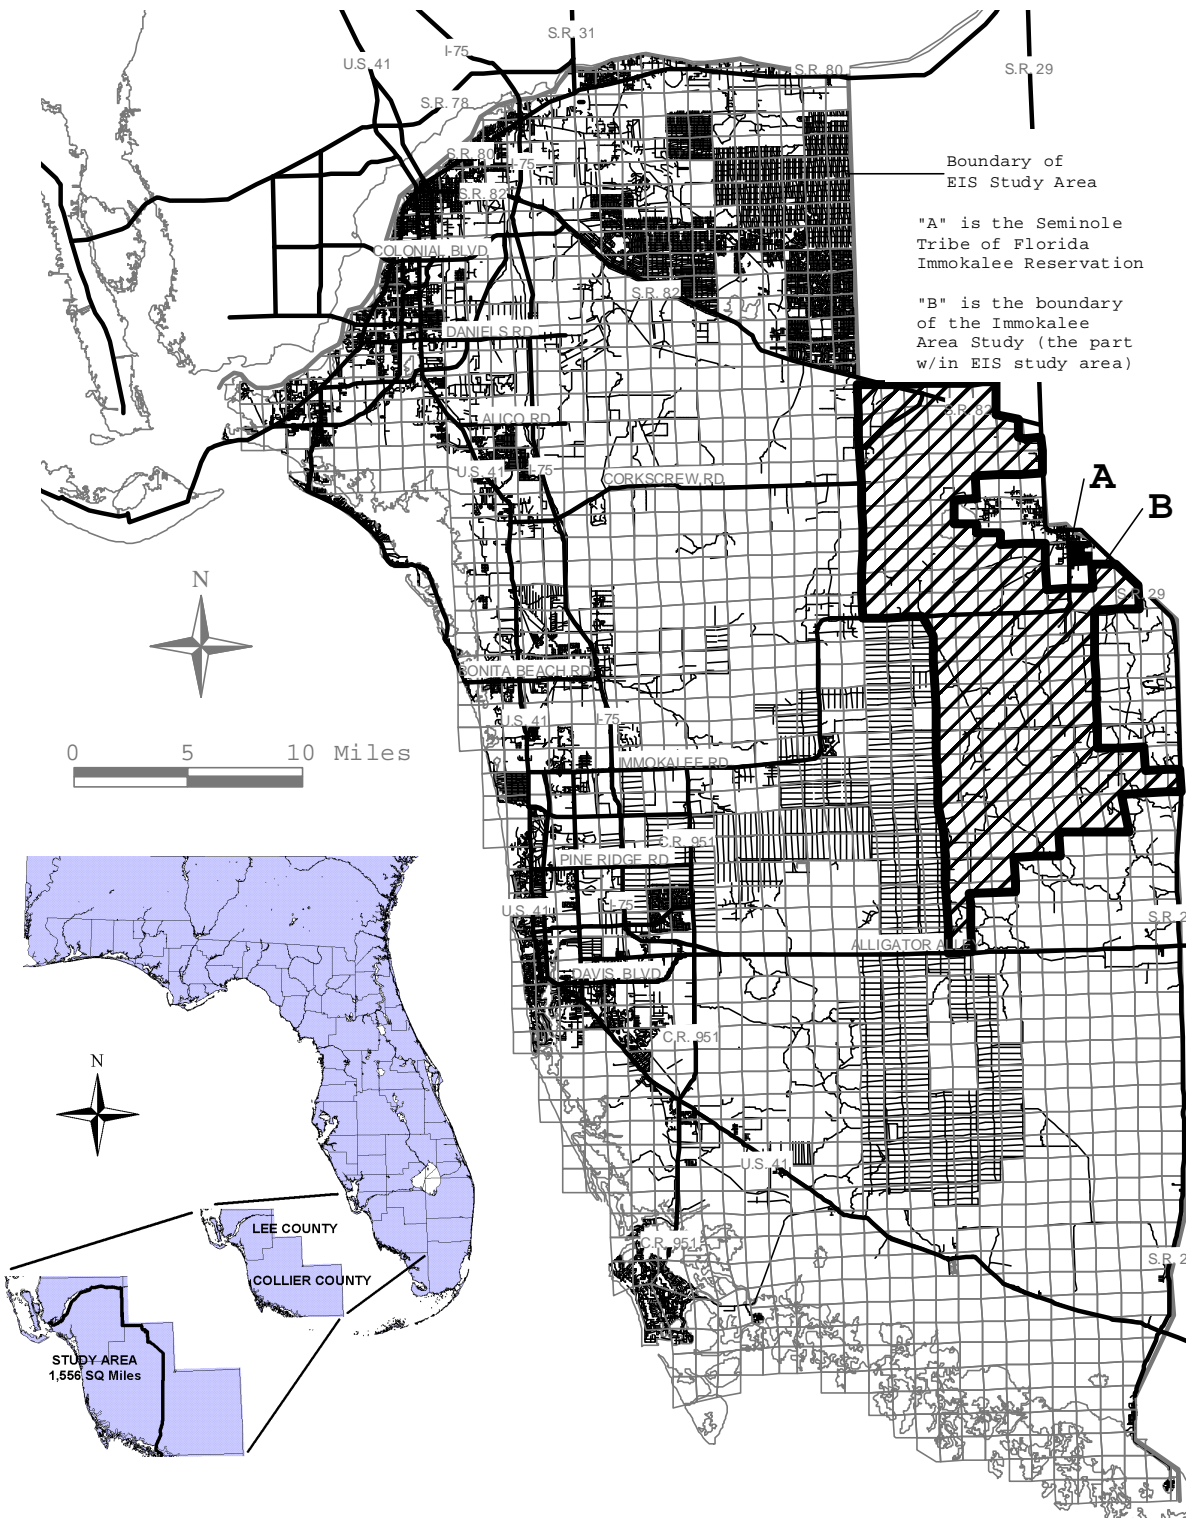 S.R. 31
I-75
U.S. 41
S.R. 80
S.R. 29
S.R. 78
S.R. 80
I-75
S.R. 82
Boundary of
EIS Study Area
"A" is the Seminole
Tribe of Florida
Immokalee Reservation
"B" is the boundary
of the Immokalee
Area Study (the part
w/in EIS study area)
COLONIAL BLVD
S.R. 82
DANIELS RD
S.R. 82
ALICO RD
U.S. 41
I-75
CORKSCREW RD
A
B
S.R. 29
N
BONITA BEACH RD
U.S. 41
I-75
0 5 10 Miles
IMMOKALEE RD
C.R. 951
PINE RIDGE RD
I-75
U.S. 41
S.R. 2
ALLIGATOR ALLEY
DAVIS BLVD
C.R. 951
N
U.S. 41
LEE COUNTY
COLLIER COUNTY
C.R. 951
S.R. 2
STUDY AREA
1,556 SQ Miles